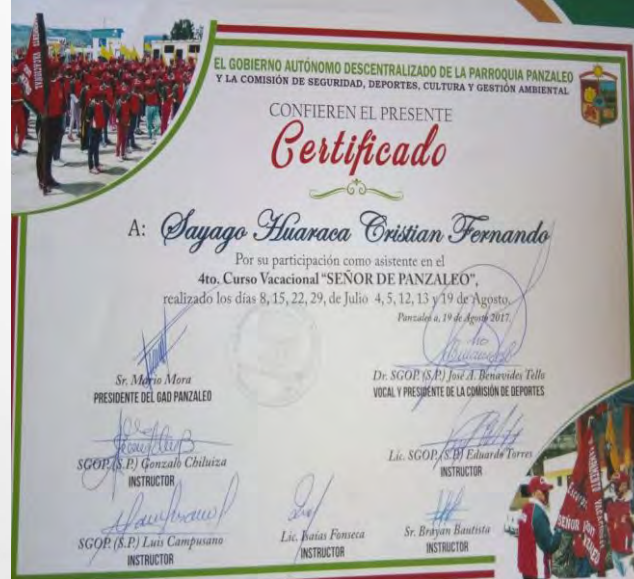 EL GOBIERNO AUTÓNOMO DESCENTRALIZADO DE LA PARROQUIA PANZALEO
Y LA COMISIÓN DE SEGURIDAD, DEPORTES, CULTURA Y GESTIÓN AMBIENTAL
CONFIEREN EL PRESENTE
Certificado
A: Sayago Huaraca Cristian Fernando
Por su participación como asistente en el
4to. Curso Vacacional "SEÑOR DE PANZALEO",
realizado los días 8, 15, 22, 29, de Julio 4, 5, 12, 13 y 19 de Agosto.
Panzaleo a, 19 de Agosto 2017.
Sr. Mario Mora
PRESIDENTE DEL GAD PANZALEO
Dr. SGOP. (S.P.) José A. Benavides Tello
VOCAL Y PRESIDENTE DE LA COMISIÓN DE DEPORTES
SGOP. (S.P.) Gonzalo Chiluiza
INSTRUCTOR
Lic. SGOP. (S.P) Eduardo Torres
INSTRUCTOR
SGOP. (S.P.) Luis Campusano
INSTRUCTOR
Lic. Isaias Fonseca
INSTRUCTOR
Sr. Brayan Bautista
INSTRUCTOR
SEÑOR